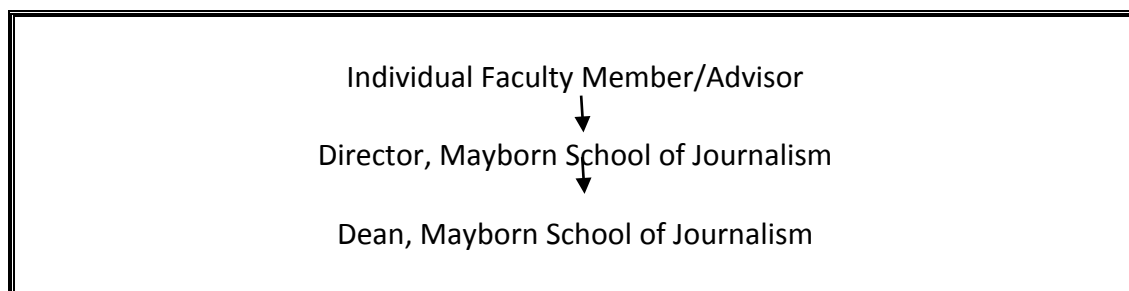 Individual Faculty Member/Advisor
Director, Mayborn School of Journalism
Dean, Mayborn School of Journalism